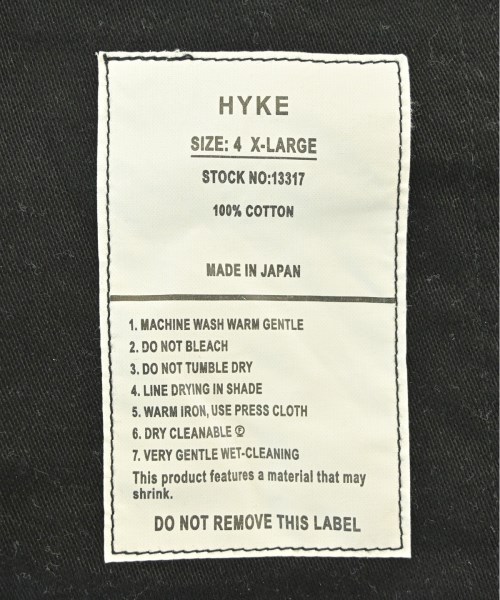 HYKE
SIZE: 4 X-LARGE
STOCK NO:13317
100% COTTON
MADE IN JAPAN
1. MACHINE WASH WARM GENTLE
2. DO NOT BLEACH
3. DO NOT TUMBLE DRY
4. LINE DRYING IN SHADE
5. WARM IRON, USE PRESS CLOTH
6. DRY CLEANABLE Ⓟ
7. VERY GENTLE WET-CLEANING
This product features a material that may
shrink.
DO NOT REMOVE THIS LABEL